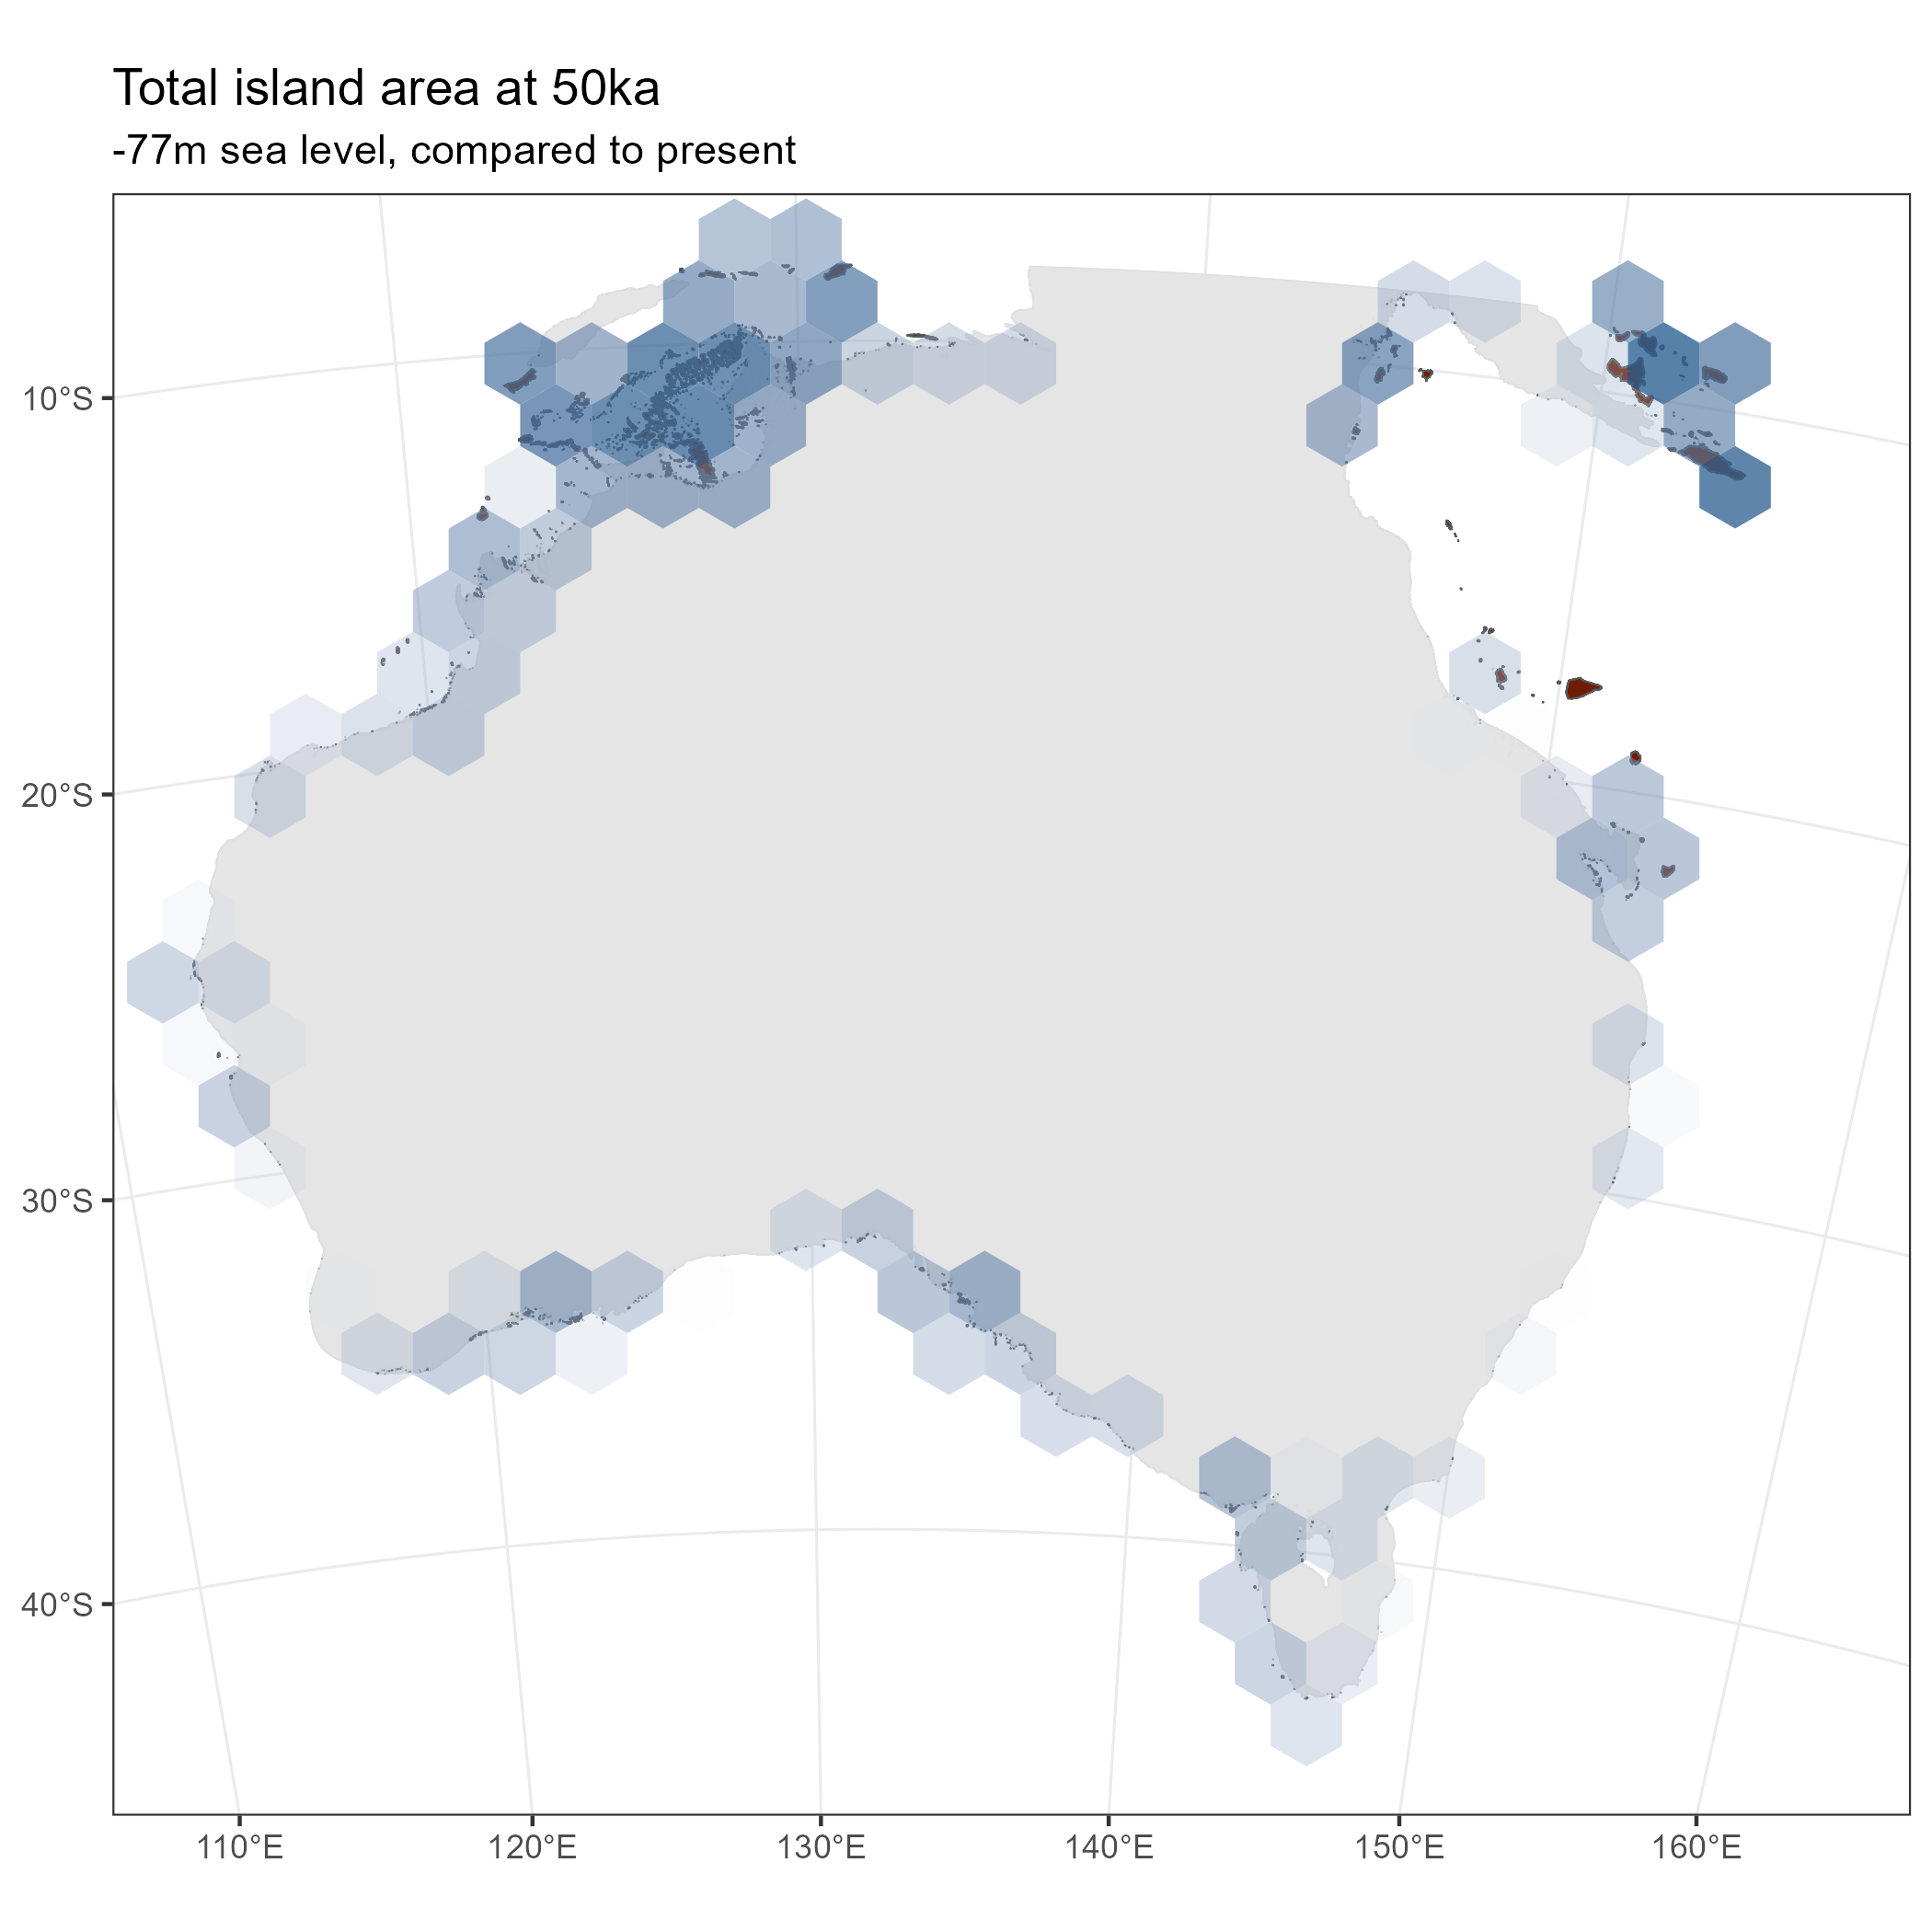 Total island area at 50ka
-77m sea level, compared to present
10°S
20°S
30°S
40°S
110°E
120°E
130°E
140°E
150°E
160°E